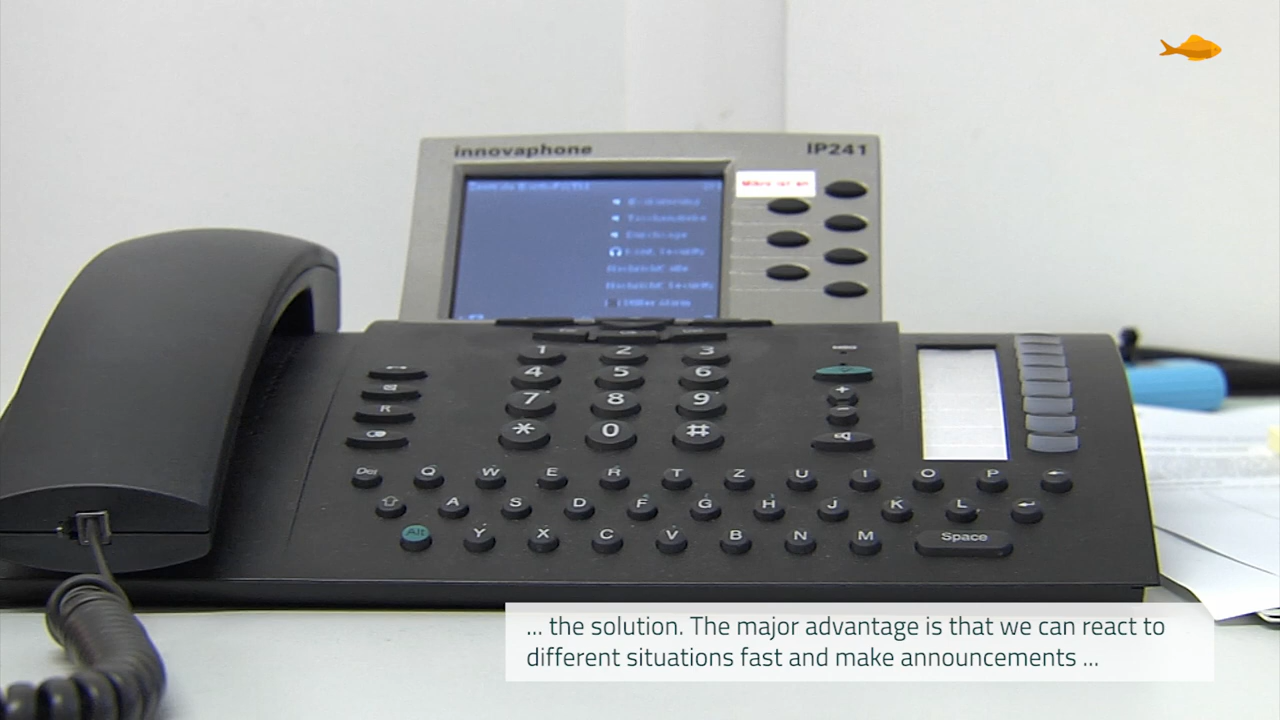 innovaphone IP241
1 2 3
4 5 6
7 8 9
R
* 0 #
Del Q W E R T Z U I O P
A S D F G H J K L
Alt Y X C V B N M Space
... the solution. The major advantage is that we can react to
different situations fast and make announcements ...